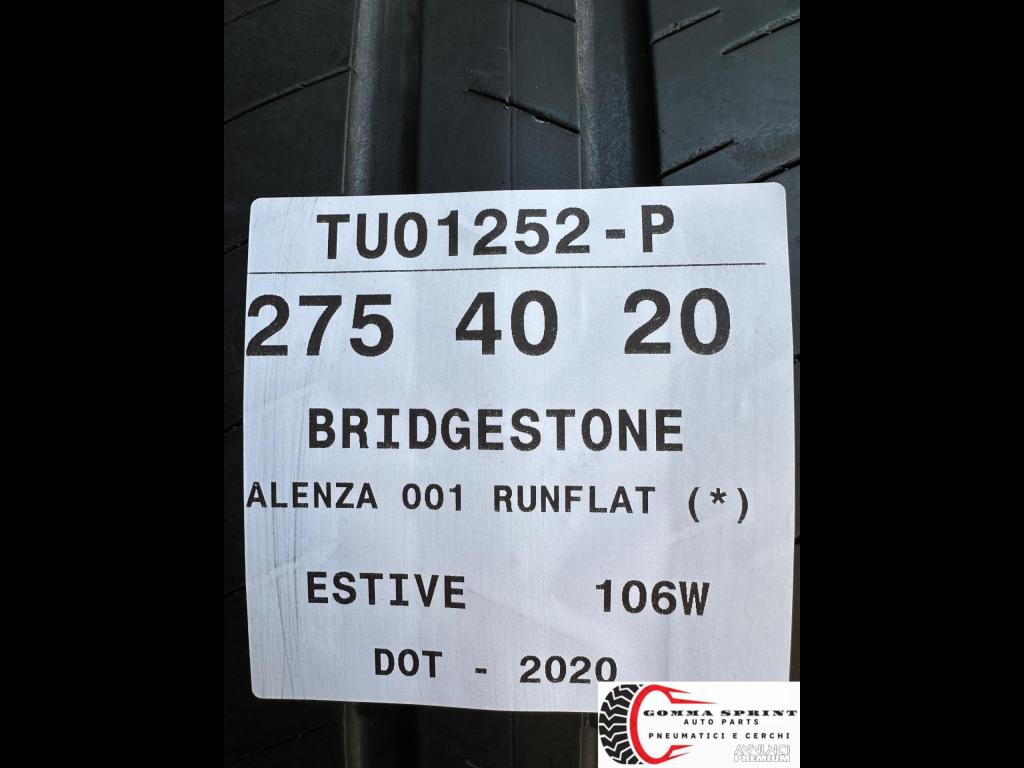 TU01252-P
275 40 20
BRIDGESTONE
ALENZA 001 RUNFLAT (*)
ESTIVE 106W
DOT - 2020
GOMMA SPRINT
AUTO PARTS
PNEUMATICI E CERCHI
ANNUNCI
PREMIUM